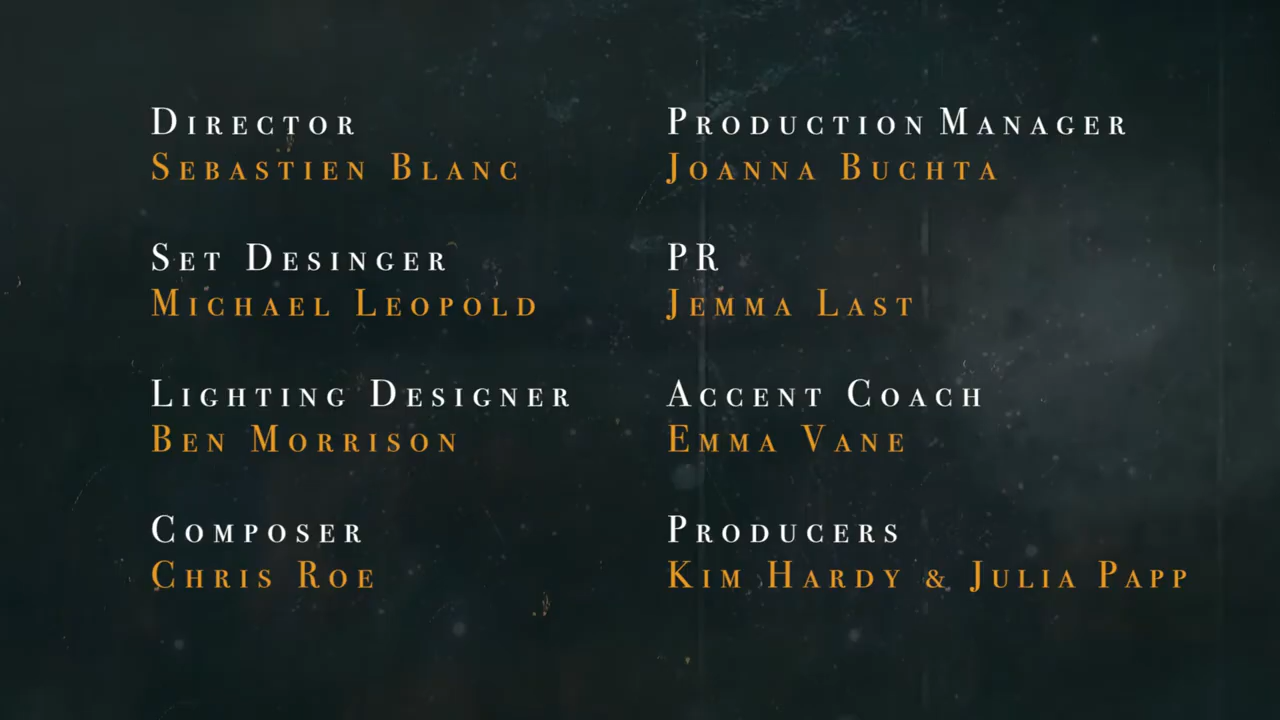 Director
Sebastien Blanc
Set Desinger
Michael Leopold
Lighting Designer
Ben Morrison
Composer
Chris Roe
Production Manager
Joanna Buchta
PR
Jemma Last
Accent Coach
Emma Vane
Producers
Kim Hardy & Julia Papp